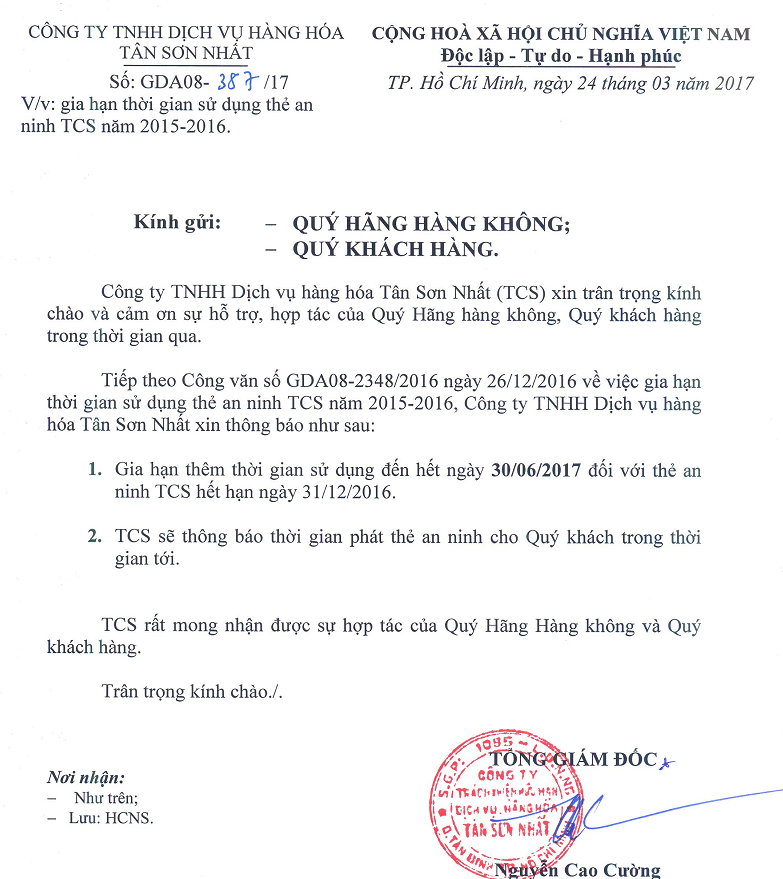 CÔNG TY TNHH DỊCH VỤ HÀNG HÓA
TÂN SƠN NHẤT
Số: GDA08- 387 /17
V/v: gia hạn thời gian sử dụng thẻ an
ninh TCS năm 2015-2016.
CỘNG HOÀ XÃ HỘI CHỦ NGHĨA VIỆT NAM
Độc lập - Tự do - Hạnh phúc
TP. Hồ Chí Minh, ngày 24 tháng 03 năm 2017
Kính gửi: – QUÝ HÃNG HÀNG KHÔNG;
– QUÝ KHÁCH HÀNG.
Công ty TNHH Dịch vụ hàng hóa Tân Sơn Nhất (TCS) xin trân trọng kính
chào và cảm ơn sự hỗ trợ, hợp tác của Quý Hãng hàng không, Quý khách hàng
trong thời gian qua.
Tiếp theo Công văn số GDA08-2348/2016 ngày 26/12/2016 về việc gia hạn
thời gian sử dụng thẻ an ninh TCS năm 2015-2016, Công ty TNHH Dịch vụ hàng
hóa Tân Sơn Nhất xin thông báo như sau:
1. Gia hạn thêm thời gian sử dụng đến hết ngày 30/06/2017 đối với thẻ an
ninh TCS hết hạn ngày 31/12/2016.
2. TCS sẽ thông báo thời gian phát thẻ an ninh cho Quý khách trong thời
gian tới.
TCS rất mong nhận được sự hợp tác của Quý Hãng Hàng không và Quý
khách hàng.
Trân trọng kính chào./.
Nơi nhận:
– Như trên;
– Lưu: HCNS.
TỔNG GIÁM ĐỐC
S.G.P: 1095
CÔNG TY
TRÁCH NHIỆM HỮU HẠN
DỊCH VỤ HÀNG HÓA
TÂN SƠN NHẤT
Nguyễn Cao Cường